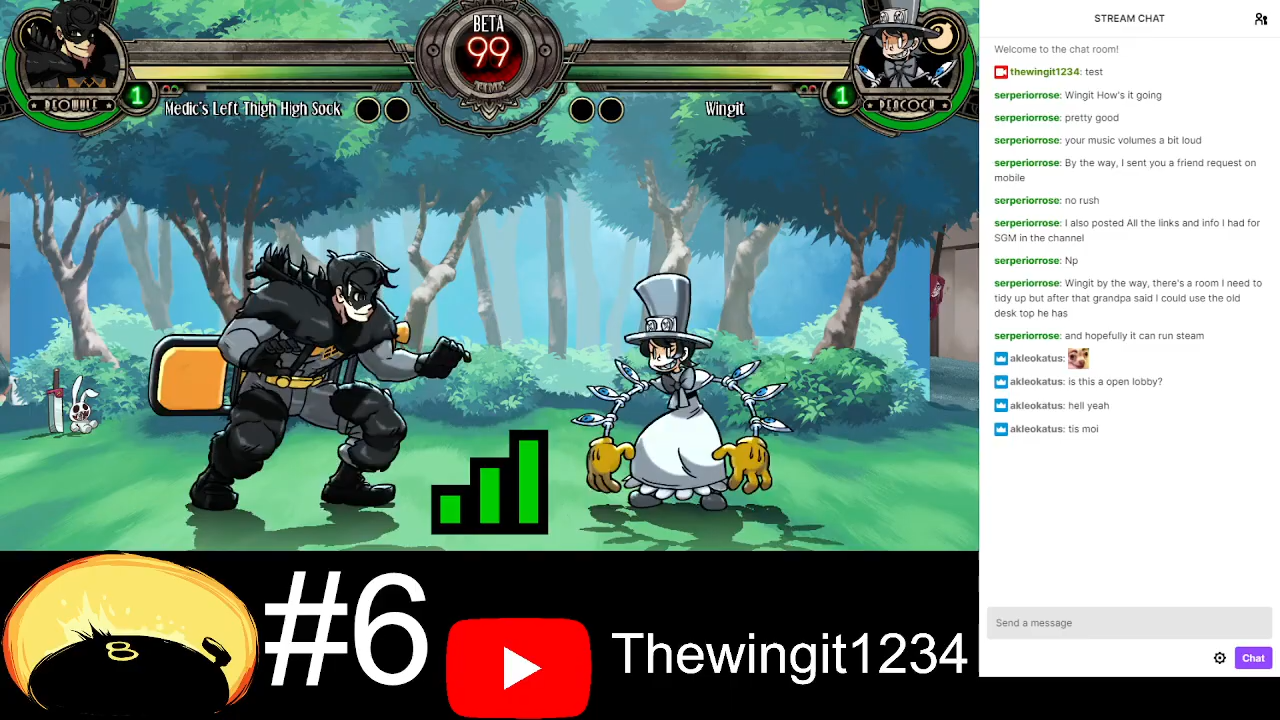 BETA
99
BEOWULF
1
Medic's Left Thigh High Sock
Wingit
1
PEACOCK
#6
8
Thewingit1234
STREAM CHAT
Welcome to the chat room!
thewingit1234: test
serperiorrose: Wingit How's it going
serperiorrose: pretty good
serperiorrose: your music volumes a bit loud
serperiorrose: By the way, I sent you a friend request on
mobile
serperiorrose: no rush
serperiorrose: I also posted All the links and info I had for
SGM in the channel
serperiorrose: Np
serperiorrose: Wingit by the way, there's a room I need to
tidy up but after that grandpa said I could use the old
desk top he has
serperiorrose: and hopefully it can run steam
akleokatus:
akleokatus: is this a open lobby?
akleokatus: hell yeah
akleokatus: tis moi
Send a message
Chat